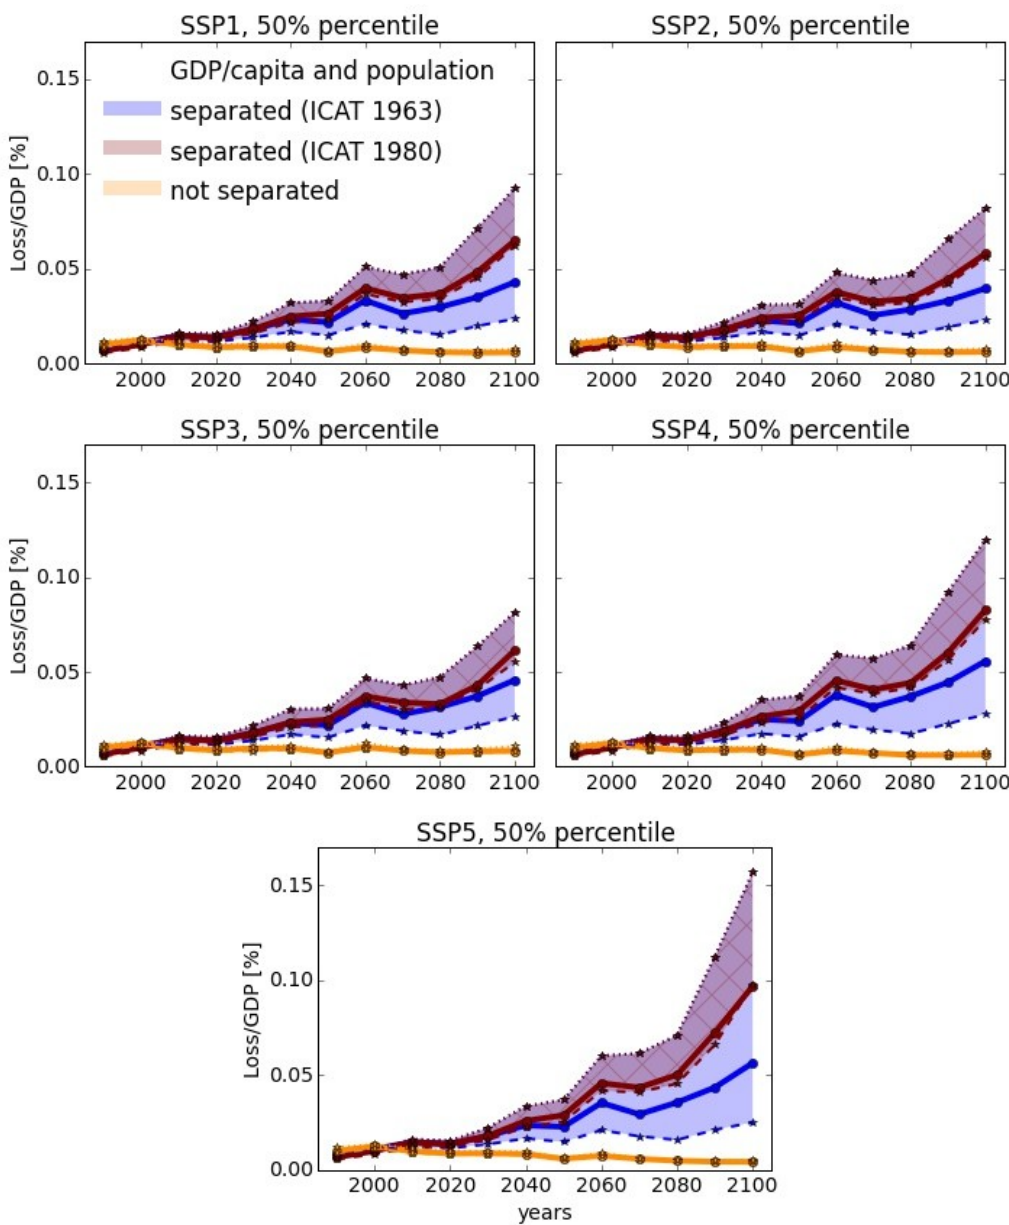 SSP1, 50% percentile
SSP2, 50% percentile
GDP/capita and population
separated (ICAT 1963)
separated (ICAT 1980)
not separated
Loss/GDP [%]
0.15
0.10
0.05
0.00
2000 2020 2040 2060 2080 2100
2000 2020 2040 2060 2080 2100
SSP3, 50% percentile
SSP4, 50% percentile
Loss/GDP [%]
0.15
0.10
0.05
0.00
2000 2020 2040 2060 2080 2100
2000 2020 2040 2060 2080 2100
SSP5, 50% percentile
Loss/GDP [%]
0.15
0.10
0.05
0.00
2000 2020 2040 2060 2080 2100
years